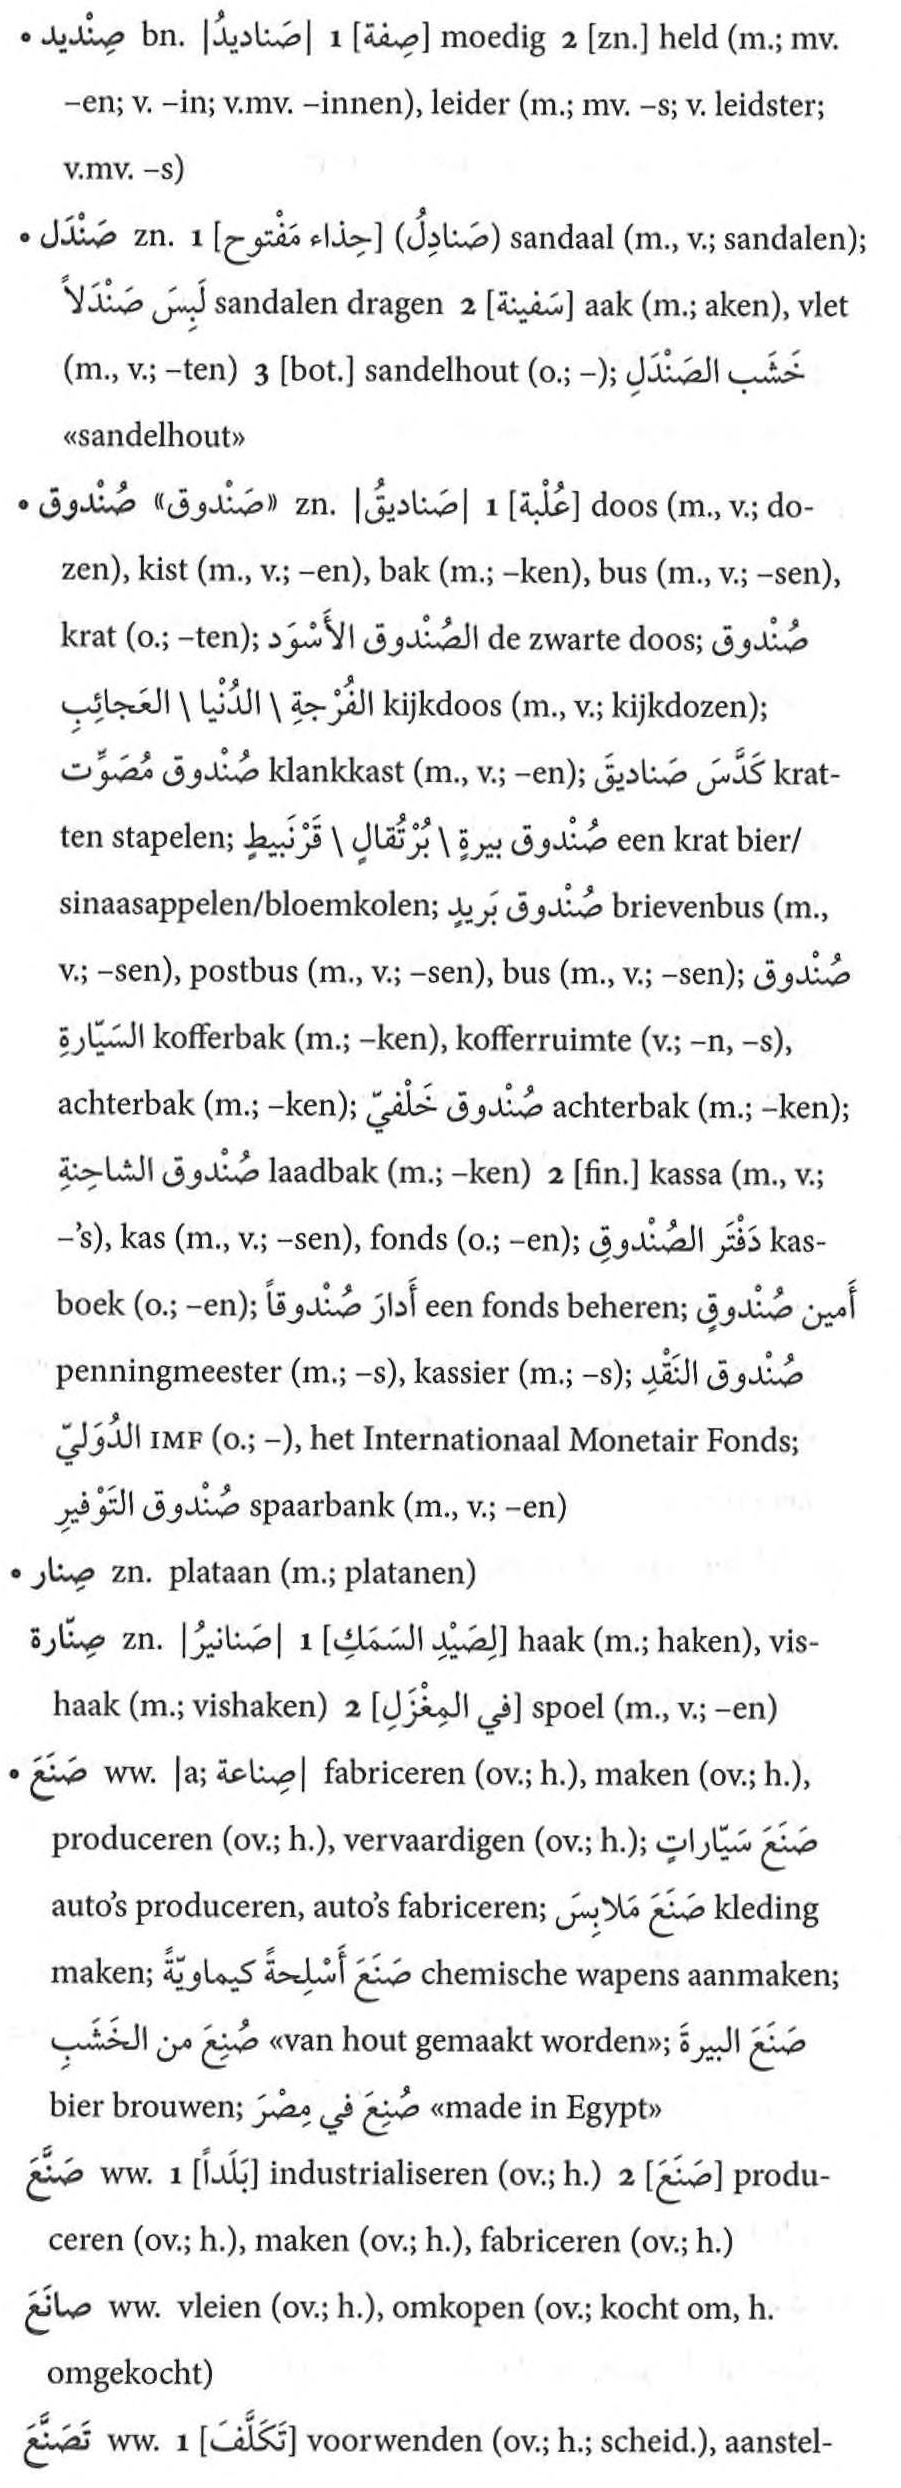 • صِنْديد bn. |صَناديدُ| 1 [صِفة] moedig 2 [zn.] held (m.; mv.
–en; v. –in; v.mv. –innen), leider (m.; mv. –s; v. leidster;
v.mv. –s)
• صَنْدَل zn. 1 [حِذاء مَفْتوح] (صَنادِلُ) sandaal (m., v.; sandalen);
لَبِسَ صَنْدَلاً sandalen dragen 2 [سَفينة] aak (m.; aken), vlet
(m., v.; –ten) 3 [bot.] sandelhout (o.; –); خَشَب الصَنْدَلِ
«sandelhout»
• صُنْدوق «صَنْدوق» zn. |صَناديقُ| 1 [عُلْبة] doos (m., v.; do-
zen), kist (m., v.; –en), bak (m.; –ken), bus (m., v.; –sen),
krat (o.; –ten); الصُنْدوق الأَسْوَد de zwarte doos; صُنْدوق
الفُرْجةِ \ الدُنْيا \ العَجائِبِ kijkdoos (m., v.; kijkdozen);
صُنْدوق مُصَوِّت klankkast (m., v.; –en); كَدَّسَ صَناديقَ krat-
ten stapelen; صُنْدوق بيرةٍ \ بُرْتُقالٍ \ قَرْنَبيطٍ een krat bier/
sinaasappelen/bloemkolen; صُنْدوق بَريدٍ brievenbus (m.,
v.; –sen), postbus (m., v.; –sen), bus (m., v.; –sen); صُنْدوق
السَيّارةِ kofferbak (m.; –ken), kofferruimte (v.; –n, –s),
achterbak (m.; –ken); صُنْدوق خَلْفيّ achterbak (m.; –ken);
صُنْدوق الشاحِنةِ laadbak (m.; –ken) 2 [fin.] kassa (m., v.;
–’s), kas (m., v.; –sen), fonds (o.; –en); دَفْتَر الصُنْدوقِ kas-
boek (o.; –en); أَدارَ صُنْدوقاً een fonds beheren; أَمين صُنْدوقٍ
penningmeester (m.; –s), kassier (m.; –s); صُنْدوق النَقْدِ
الدُوَليّ IMF (o.; –), het Internationaal Monetair Fonds;
صُنْدوق التَوْفيرِ spaarbank (m., v.; –en)
• صِنار zn. plataan (m.; platanen)
صِنّارة zn. |صَنانيرُ| 1 [لِصَيْدِ السَمَكِ] haak (m.; haken), vis-
haak (m.; vishaken) 2 [في المِغْزَلِ] spoel (m., v.; –en)
• صَنَعَ ww. |a; صِناعة| fabriceren (ov.; h.), maken (ov.; h.),
produceren (ov.; h.), vervaardigen (ov.; h.); صَنَعَ سَيّاراتٍ
auto’s produceren, auto’s fabriceren; صَنَعَ مَلابِسَ kleding
maken; صَنَعَ أَسْلِحةً كيماويّةً chemische wapens aanmaken;
صُنِعَ من الخَشَبِ «van hout gemaakt worden»; صَنَعَ البيرةَ
bier brouwen; صُنِعَ في مِصْرَ «made in Egypt»
صَنَّعَ ww. 1 [بَلَداً] industrialiseren (ov.; h.) 2 [صَنَعَ] produ-
ceren (ov.; h.), maken (ov.; h.), fabriceren (ov.; h.)
صانَعَ ww. vleien (ov.; h.), omkopen (ov.; kocht om, h.
omgekocht)
تَصَنَّعَ ww. 1 [تَكَلَّفَ] voorwenden (ov.; h.; scheid.), aanstel-